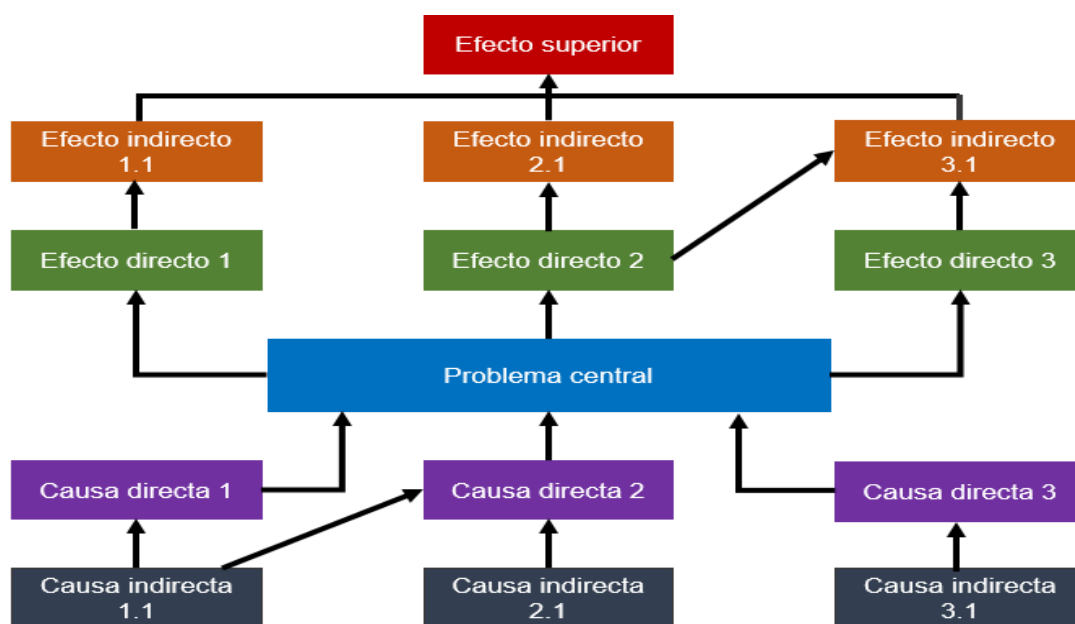 Efecto superior
Efecto indirecto
1.1
Efecto indirecto
2.1
Efecto indirecto
3.1
Efecto directo 1
Efecto directo 2
Efecto directo 3
Problema central
Causa directa 1
Causa directa 2
Causa directa 3
Causa indirecta
1.1
Causa indirecta
2.1
Causa indirecta
3.1